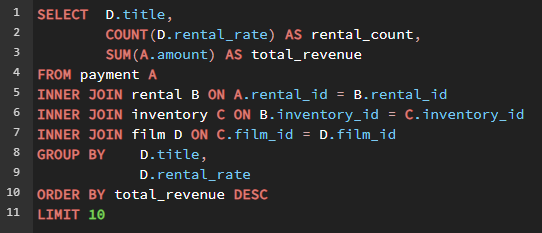 1 SELECT D.title,
2 COUNT(D.rental_rate) AS rental_count,
3 SUM(A.amount) AS total_revenue
4 FROM payment A
5 INNER JOIN rental B ON A.rental_id = B.rental_id
6 INNER JOIN inventory C ON B.inventory_id = C.inventory_id
7 INNER JOIN film D ON C.film_id = D.film_id
8 GROUP BY D.title,
9 D.rental_rate
10 ORDER BY total_revenue DESC
11 LIMIT 10